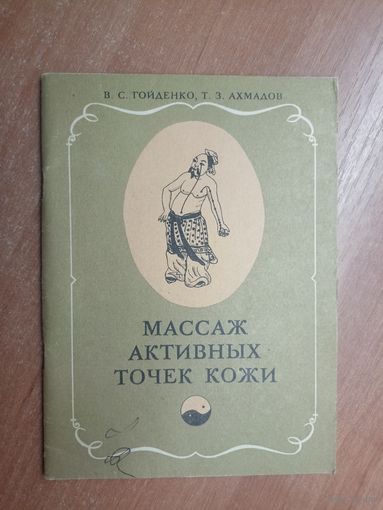 В. С. ГОЙДЕНКО, Т. З. АХМАДОВ
МАССАЖ
АКТИВНЫХ
ТОЧЕК КОЖИ